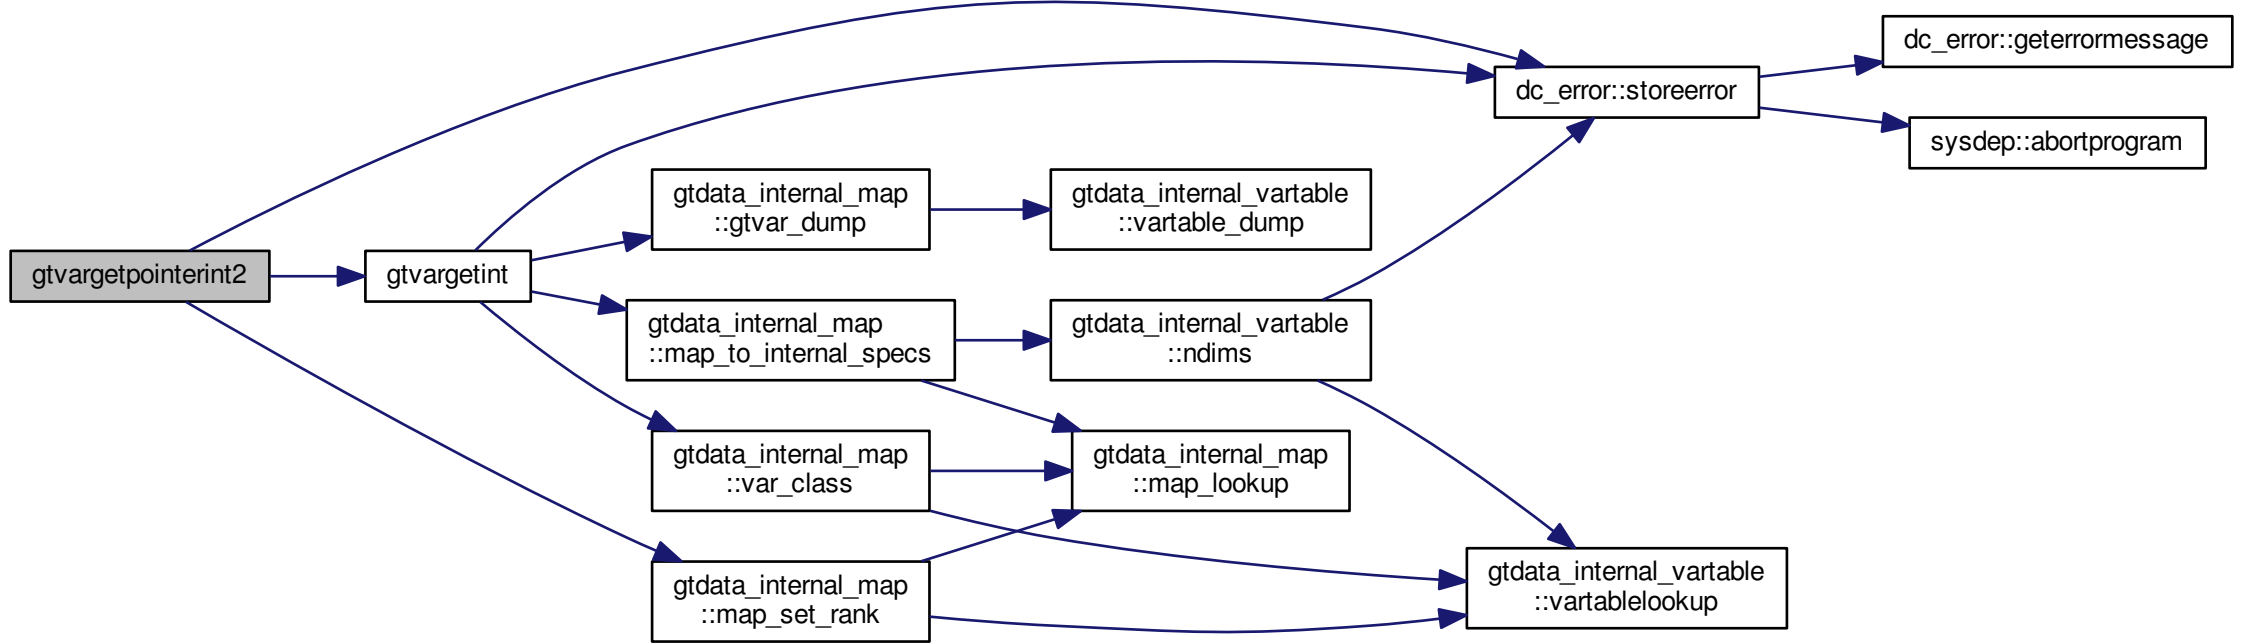 dc_error::geterrormessage
dc_error::storeerror
sysdep::abortprogram
gtdata_internal_map
::gtvar_dump
gtdata_internal_vartable
::vartable_dump
gtvargetpointerint2
gtvargetint
gtdata_internal_map
::map_to_internal_specs
gtdata_internal_vartable
::ndims
gtdata_internal_map
::var_class
gtdata_internal_map
::map_lookup
gtdata_internal_map
::map_set_rank
gtdata_internal_vartable
::vartablelookup